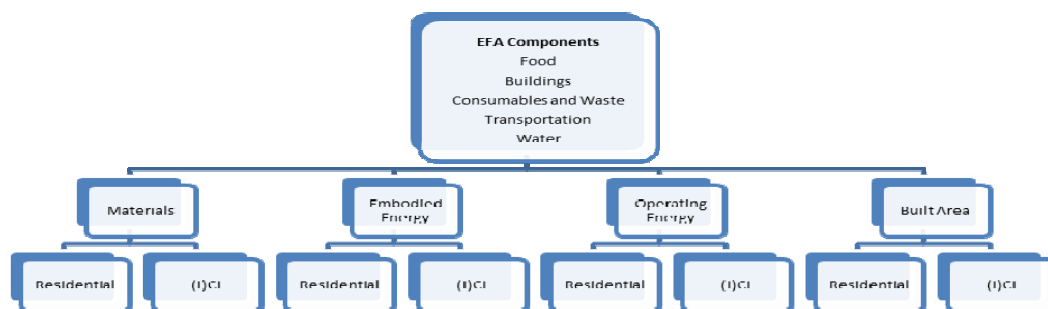 EFA Components
Food
Buildings
Consumables and Waste
Transportation
Water
Materials
Embodied
Energy
Operating
Energy
Built Area
Residential
(I)CI
Residential
(I)CI
Residential
(I)CI
Residential
(I)CI